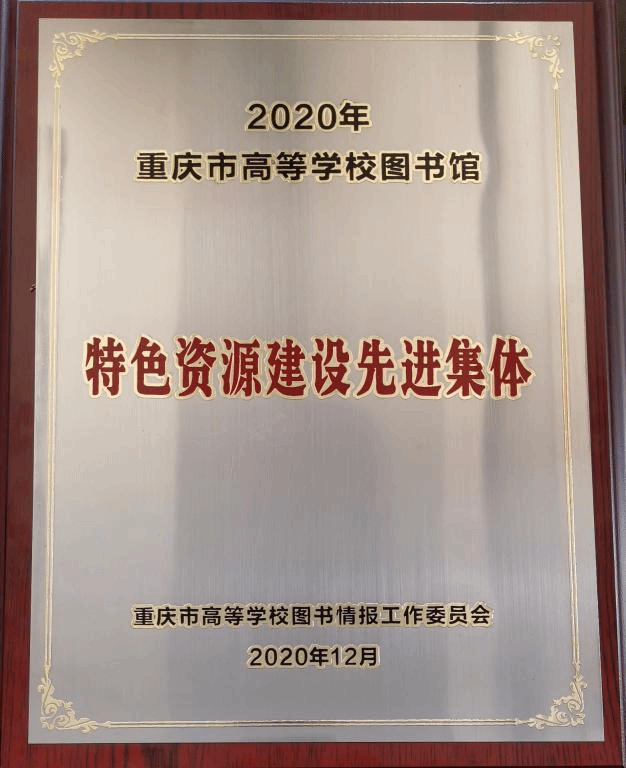 2020年
重庆市高等学校图书馆
特色资源建设先进集体
重庆市高等学校图书情报工作委员会
2020年12月